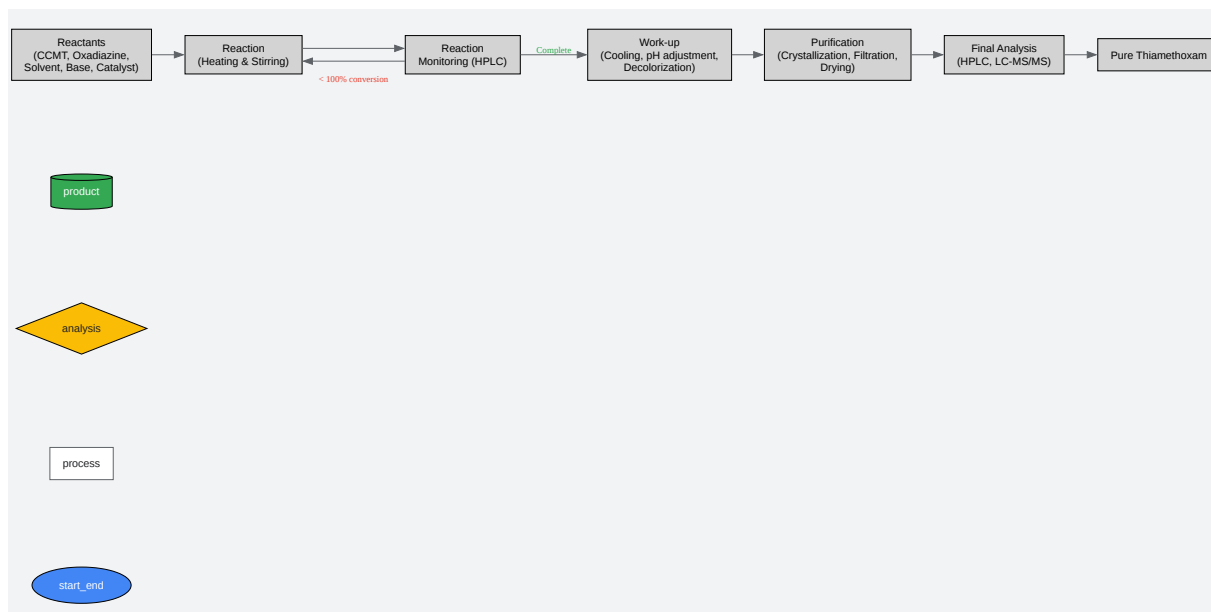 Reactants
(CCMT, Oxadiazine,
Solvent, Base, Catalyst)
Reaction
(Heating & Stirring)
< 100% conversion
Reaction
Monitoring (HPLC)
Complete
Work-up
(Cooling, pH adjustment,
Decolorization)
Purification
(Crystallization, Filtration,
Drying)
Final Analysis
(HPLC, LC-MS/MS)
Pure Thiamethoxam
product
analysis
process
start_end